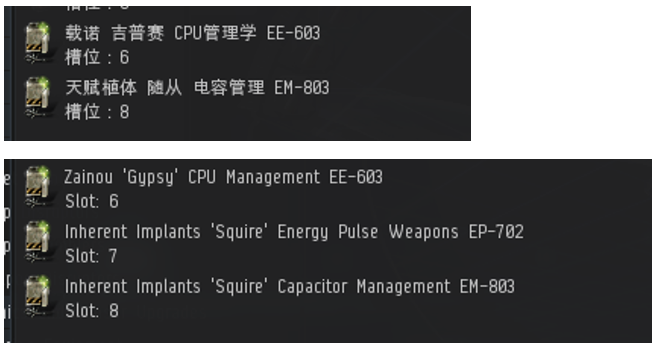 载诺 吉普赛 CPU管理学 EE-603
槽位：6
天赋植体 随从 电容管理 EM-803
槽位：8
Zainou 'Gypsy' CPU Management EE-603
Slot: 6
Inherent Implants 'Squire' Energy Pulse Weapons EP-702
Slot: 7
Inherent Implants 'Squire' Capacitor Management EM-803
Slot: 8